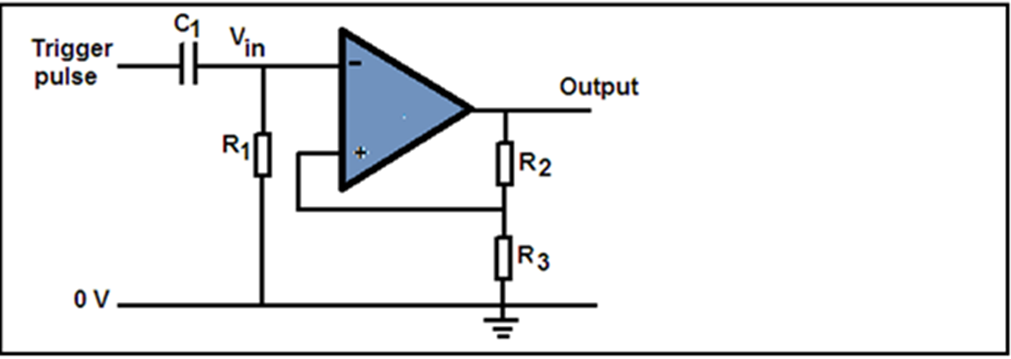 C1
Trigger
pulse
Vin
-
Output
R1
+
R2
R3
0 V